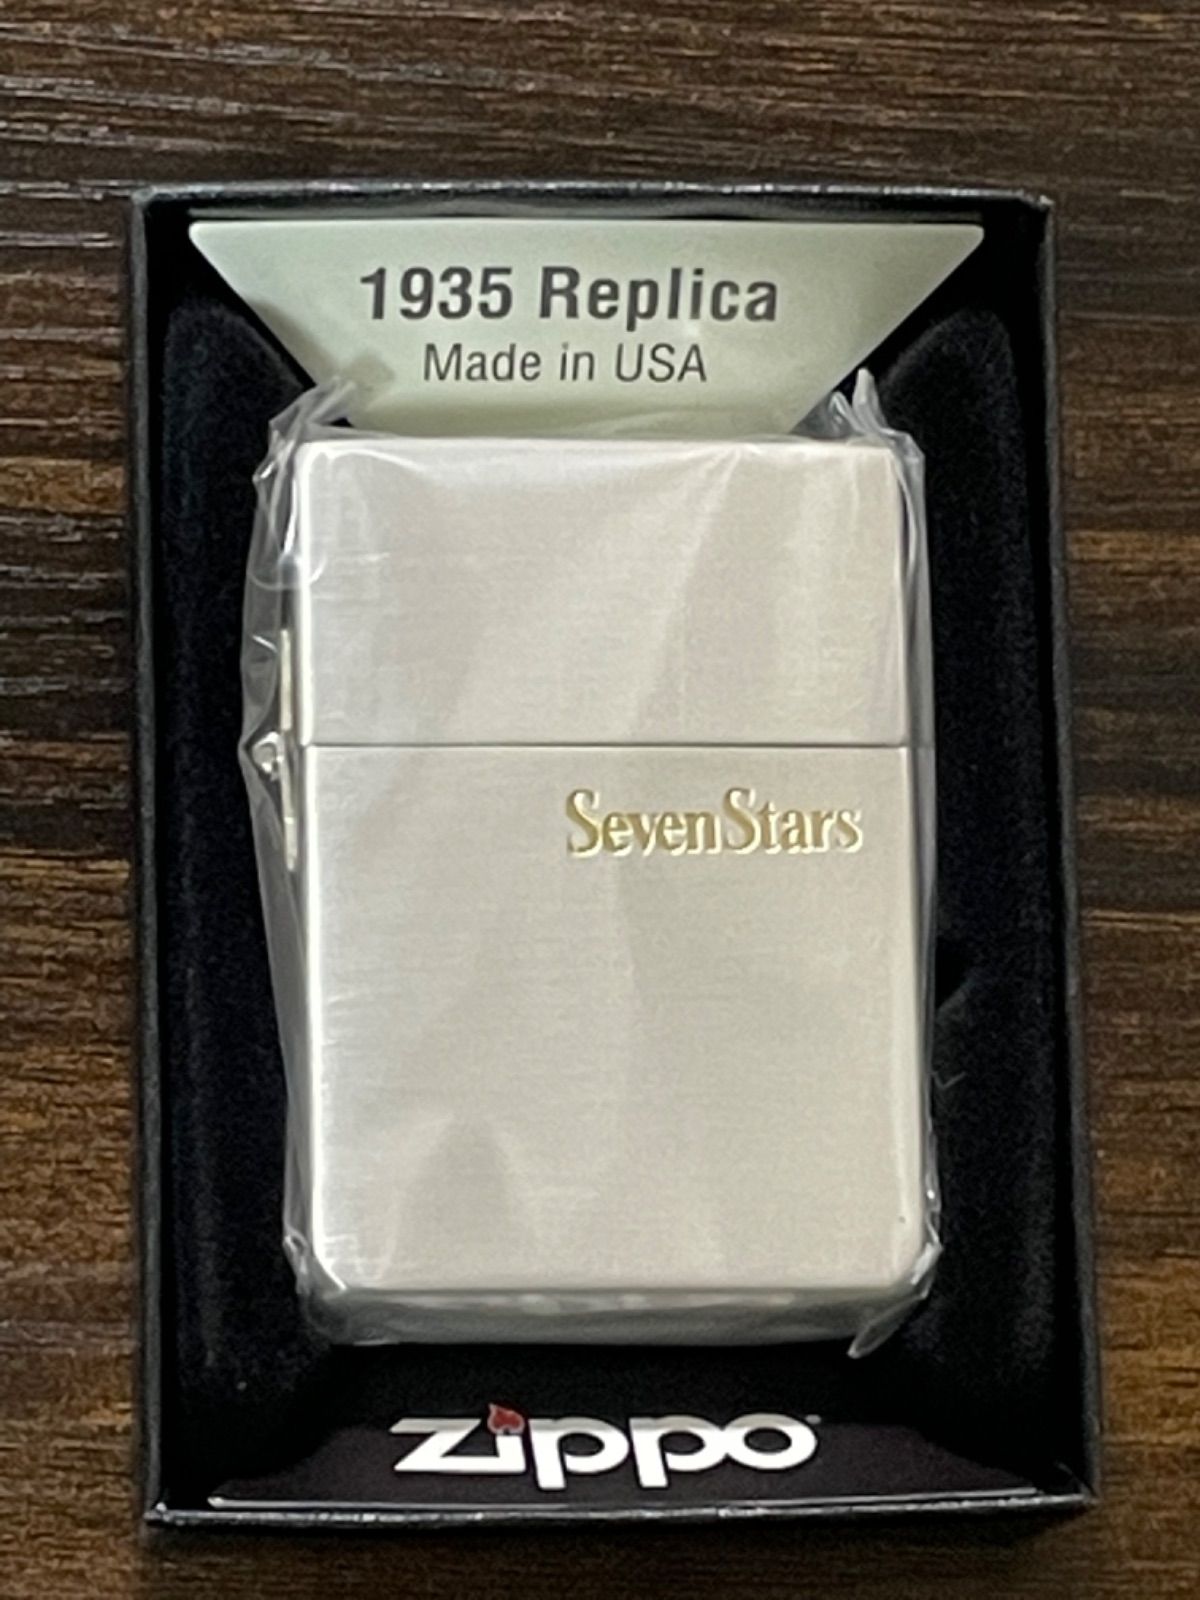 1935 Replica
Made in USA
SevenStars
zippo